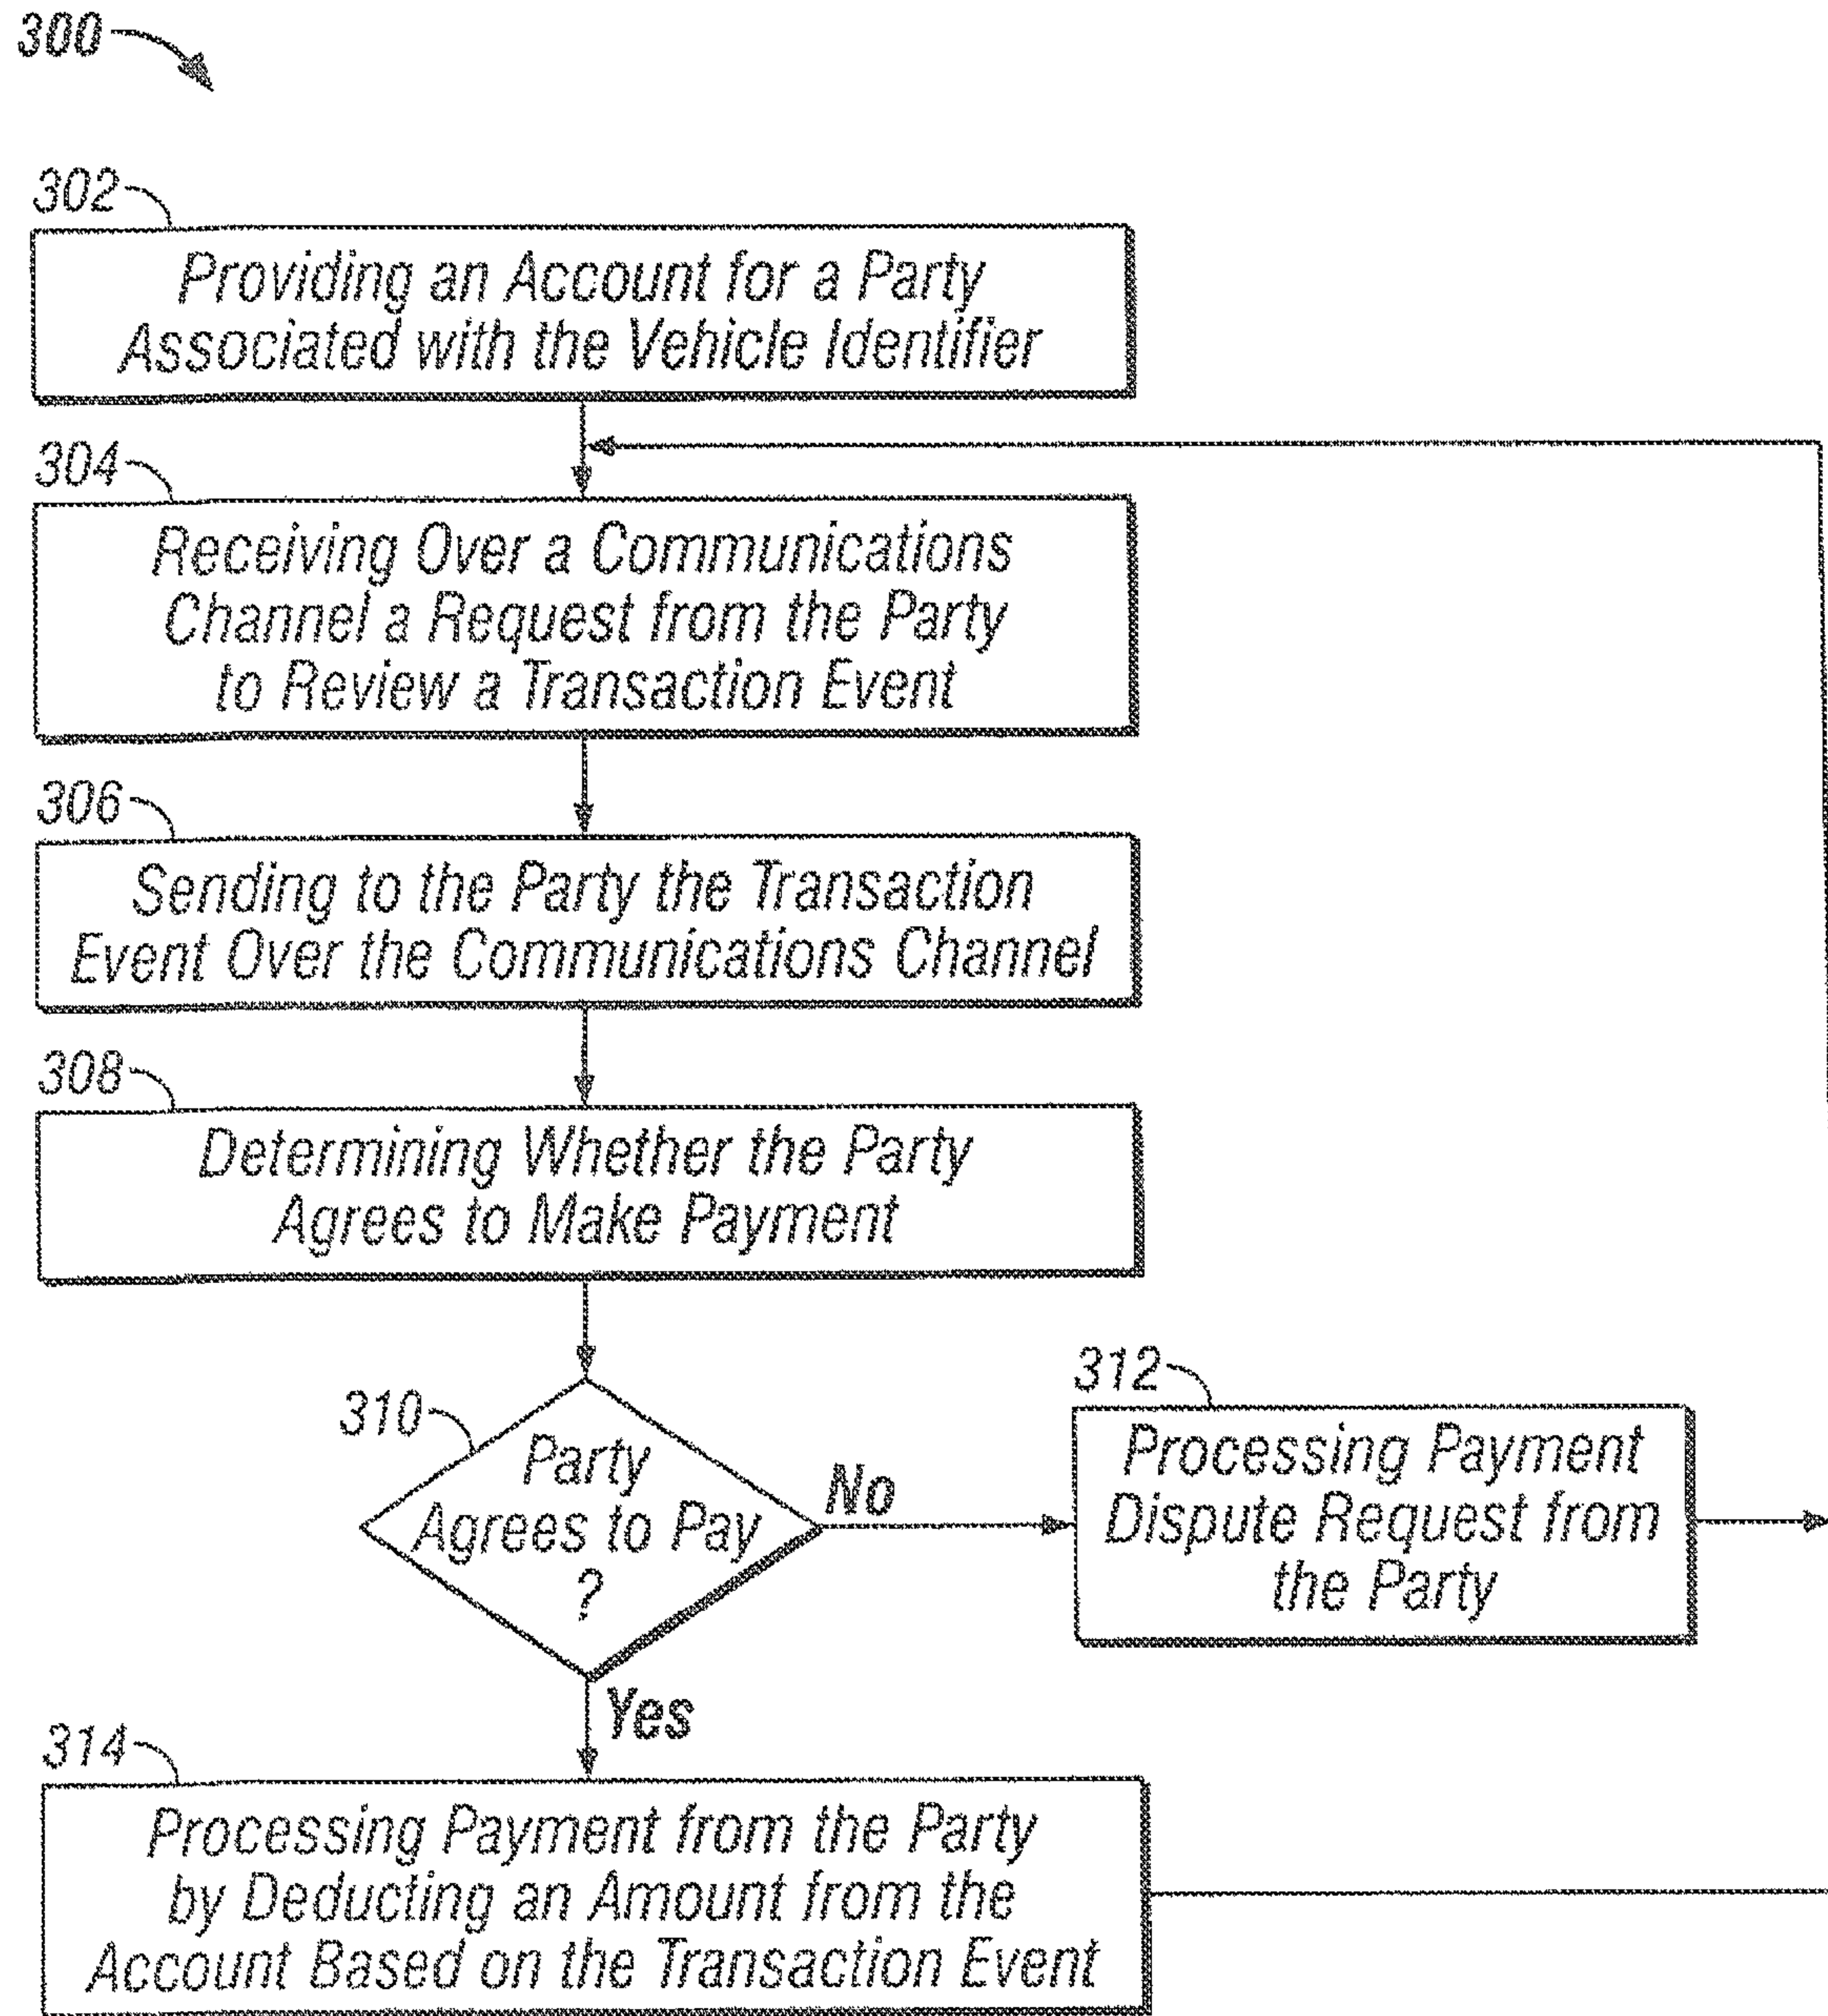 300
302
Providing an Account for a Party
Associated with the Vehicle Identifier
304
Receiving Over a Communications
Channel a Request from the Party
to Review a Transaction Event
306
Sending to the Party the Transaction
Event Over the Communications Channel
308
Determining Whether the Party
Agrees to Make Payment
310
Party
Agrees to Pay
?
No
312
Processing Payment
Dispute Request from
the Party
Yes
314
Processing Payment from the Party
by Deducting an Amount from the
Account Based on the Transaction Event